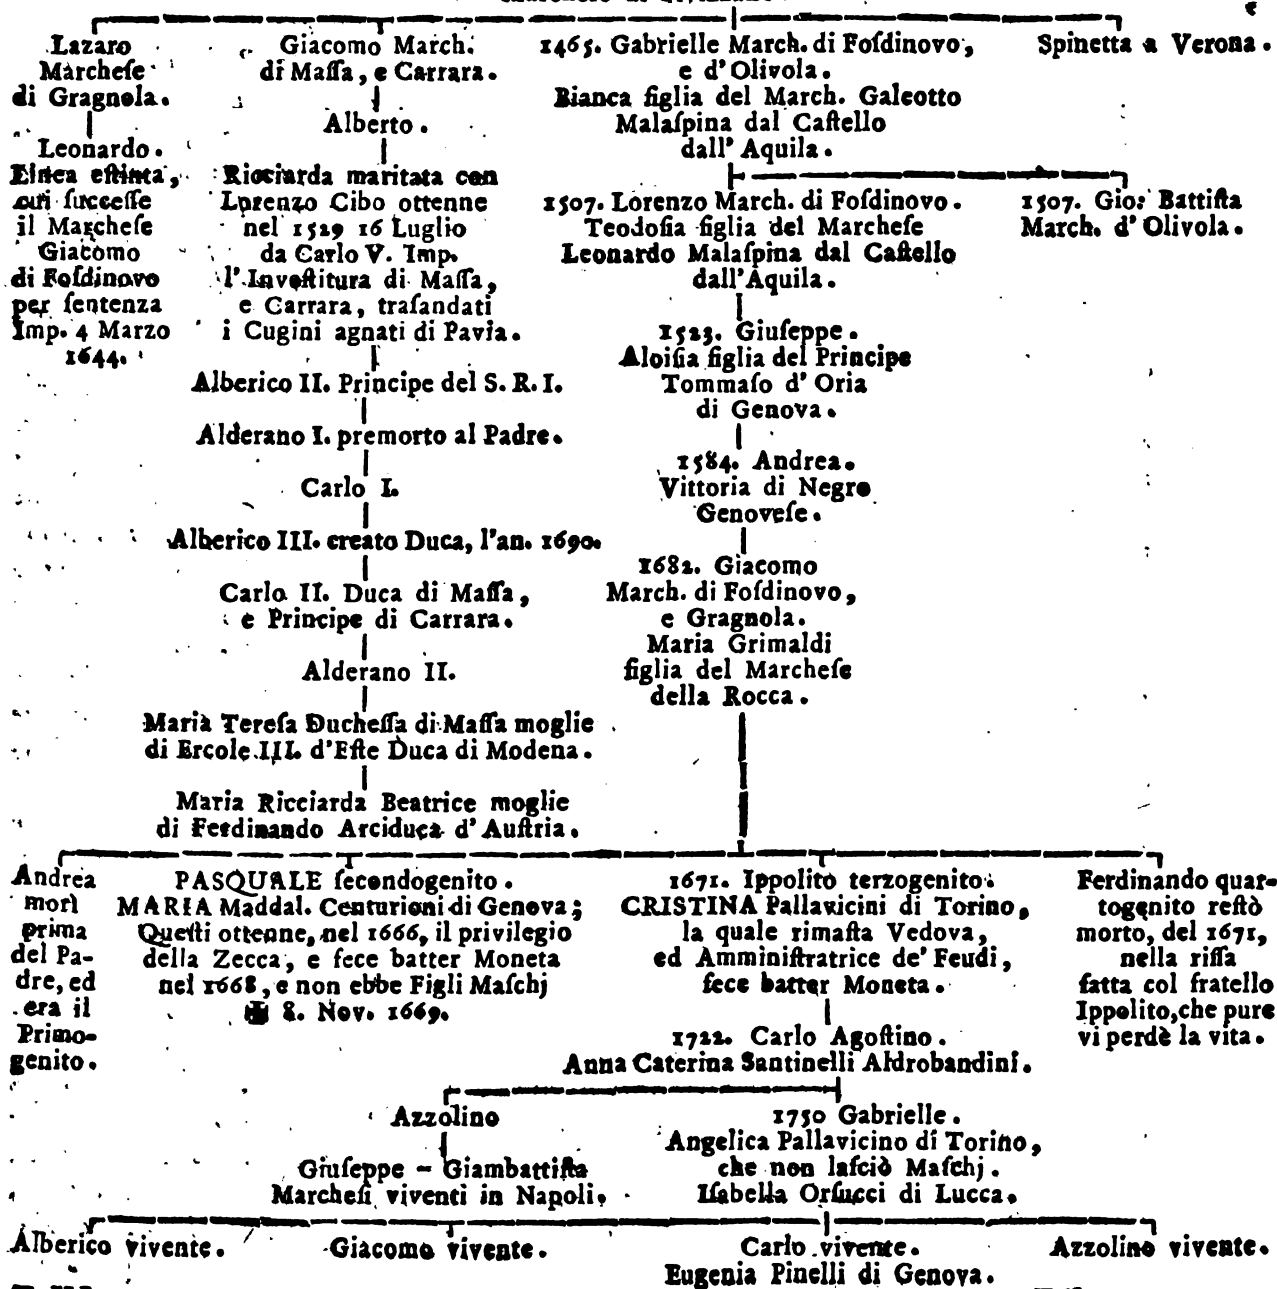 Lazaro
Marcheſe
di Gragnola.
Leonardo.
Linea eſtinta,
cui ſucceſſe
il Marcheſe
Giacomo
di Foſdinovo
per ſentenza
Imp. 4 Marzo
1644.
Giacomo March.
di Maſſa, e Carrara.
Alberto.
Ricciarda maritata con
Lorenzo Cibo ottenne
nel 1529 16 Luglio
da Carlo V. Imp.
l'Inveſtitura di Maſſa,
e Carrara, traſandati
i Cugini agnati di Pavia.
Alberico II. Principe del S. R. I.
Alderano I. premorto al Padre.
Carlo I.
Alberico III. creato Duca, l'an. 1690.
Carlo II. Duca di Maſſa,
e Principe di Carrara.
Alderano II.
Maria Tereſa Ducheſſa di Maſſa moglie
di Ercole III. d'Eſte Duca di Modena.
Maria Ricciarda Beatrice moglie
di Ferdinando Arciduca d'Auſtria.
1465. Gabrielle March. di Foſdinovo,
e d'Olivola.
Bianca figlia del March. Galeotto
Malaſpina dal Caſtello
dall' Aquila.
Spinetta a Verona.
1507. Lorenzo March. di Foſdinovo.
Teodoſia figlia del Marcheſe
Leonardo Malaſpina dal Caſtello
dall'Aquila.
1507. Gio: Battiſta
March. d'Olivola.
1523. Giuſeppe.
Aloiſia figlia del Principe
Tommaſo d' Oria
di Genova.
1584. Andrea.
Vittoria di Negro
Genoveſe.
1682. Giacomo
March. di Foſdinovo,
e Gragnola.
Maria Grimaldi
figlia del Marcheſe
della Rocca.
Andrea
morì
prima
del Pa-
dre, ed
era il
Primo-
genito.
PASQUALE ſecondogenito.
MARIA Maddal. Centurioni di Genova;
Queſti ottenne, nel 1666, il privilegio
della Zecca, e fece batter Moneta
nel 1668, e non ebbe Figli Maſchj
✠ 8. Nov. 1669.
1671. Ippolito terzogenito.
CRISTINA Pallavicini di Torino,
la quale rimaſta Vedova,
ed Amminiſtratrice de' Feudi,
fece batter Moneta.
Ferdinando quar-
togenito reſtò
morto, del 1671,
nella riſſa
fatta col fratello
Ippolito, che pure
vi perdè la vita.
1722. Carlo Agoſtino.
Anna Caterina Santinelli Aldrobandini.
Azzolino
Giuſeppe - Giambattiſta
Marcheſi viventi in Napoli.
1750 Gabrielle.
Angelica Pallavicino di Torino,
che non laſciò Maſchj.
Iſabella Orſucci di Lucca.
Alberico vivente.
Giacomo vivente.
Carlo vivente.
Eugenia Pinelli di Genova.
Azzolino vivente.